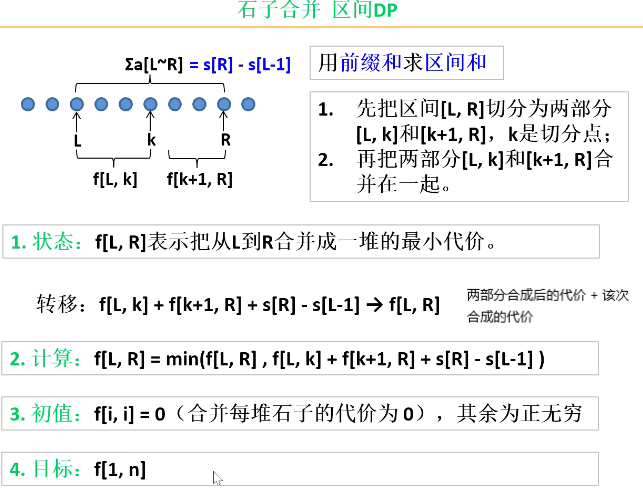 石子合并 区间DP
Σa[L~R] = s[R] - s[L-1]
用前缀和求区间和
L k R
f[L, k] f[k+1, R]
1. 先把区间[L, R]切分为两部分
[L, k]和[k+1, R]，k是切分点；
2. 再把两部分[L, k]和[k+1, R]合
并在一起。
1. 状态：f[L, R]表示把从L到R合并成一堆的最小代价。
转移：f[L, k] + f[k+1, R] + s[R] - s[L-1] → f[L, R]
两部分合成后的代价 + 该次
合成的代价
2. 计算：f[L, R] = min(f[L, R] , f[L, k] + f[k+1, R] + s[R] - s[L-1] )
3. 初值：f[i, i] = 0（合并每堆石子的代价为 0），其余为正无穷
4. 目标：f[1, n]